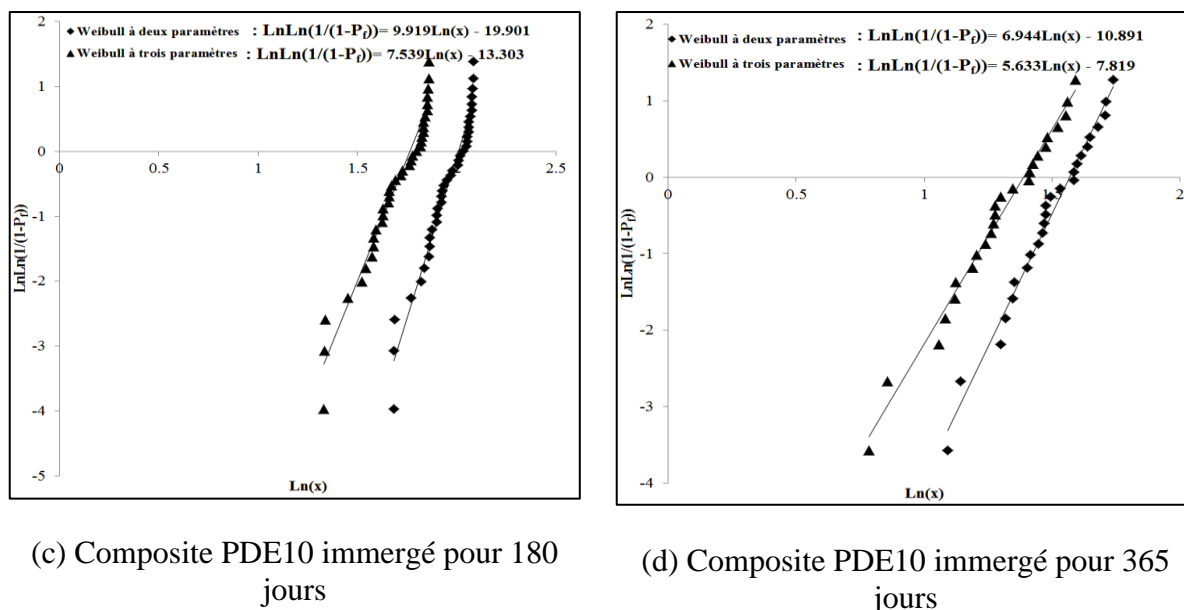 Weibull à deux paramètres : LnLn(1/(1-Pf))= 9.919Ln(x) - 19.901
Weibull à trois paramètres : LnLn(1/(1-Pf))= 7.539Ln(x) - 13.303
2
1
0
-1
-2
-3
-4
-5
0
1
1.5
2.5
LnLn(1/(1-Pf))
Ln(x)
(c) Composite PDE10 immergé pour 180
jours
Weibull à deux paramètres : LnLn(1/(1-Pf))= 6.944Ln(x) - 10.891
Weibull à trois paramètres : LnLn(1/(1-Pf))= 5.633Ln(x) - 7.819
2
1
0
-1
-2
-3
-4
0
0.5
1
1.5
2
LnLn(1/(1-Pf))
Ln(x)
(d) Composite PDE10 immergé pour 365
jours